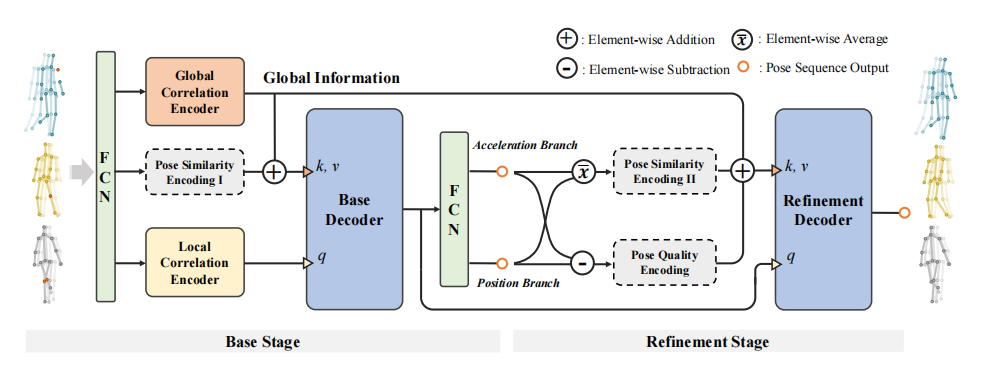 + : Element-wise Addition
x̄ : Element-wise Average
- : Element-wise Subtraction
: Pose Sequence Output
F
C
N
Global
Correlation
Encoder
Global Information
Pose Similarity
Encoding I
+
Local
Correlation
Encoder
k, v
Base
Decoder
q
F
C
N
Acceleration Branch
Position Branch
x̄
-
Pose Similarity
Encoding II
Pose Quality
Encoding
+
k, v
Refinement
Decoder
q
Base Stage
Refinement Stage